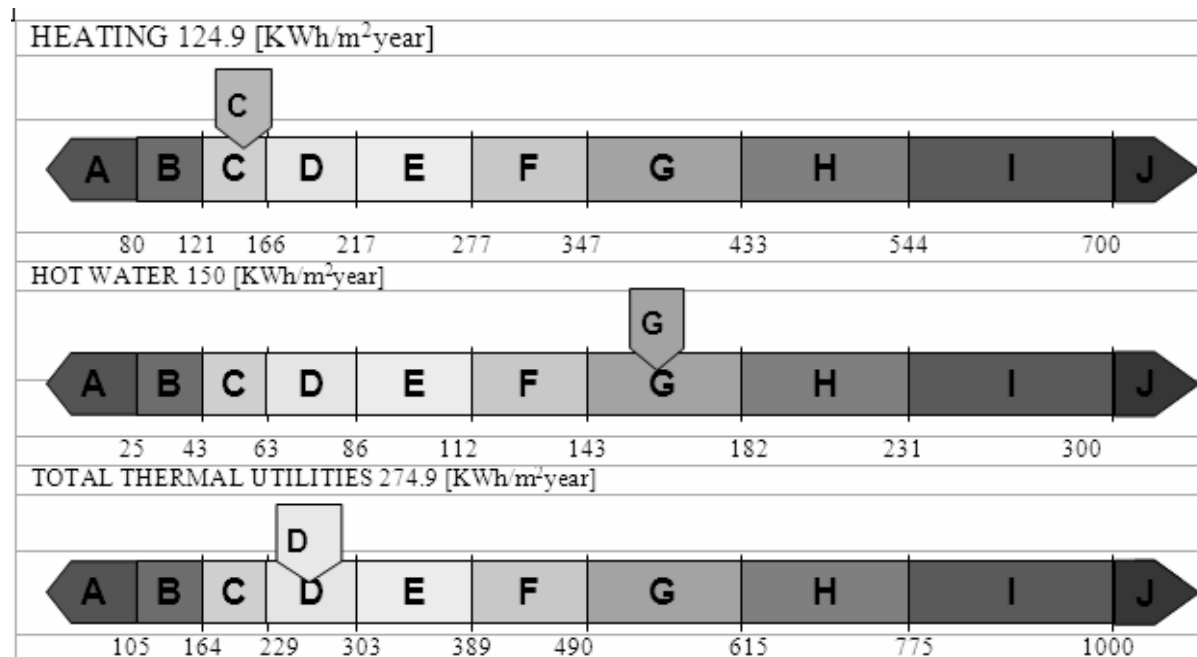 HEATING 124.9 [KWh/m²year]
C
A B C D E F G H I J
80 121 166 217 277 347 433 544 700
HOT WATER 150 [KWh/m²year]
G
A B C D E F G H I J
25 43 63 86 112 143 182 231 300
TOTAL THERMAL UTILITIES 274.9 [KWh/m²year]
D
A B C D E F G H I J
105 164 229 303 389 490 615 775 1000